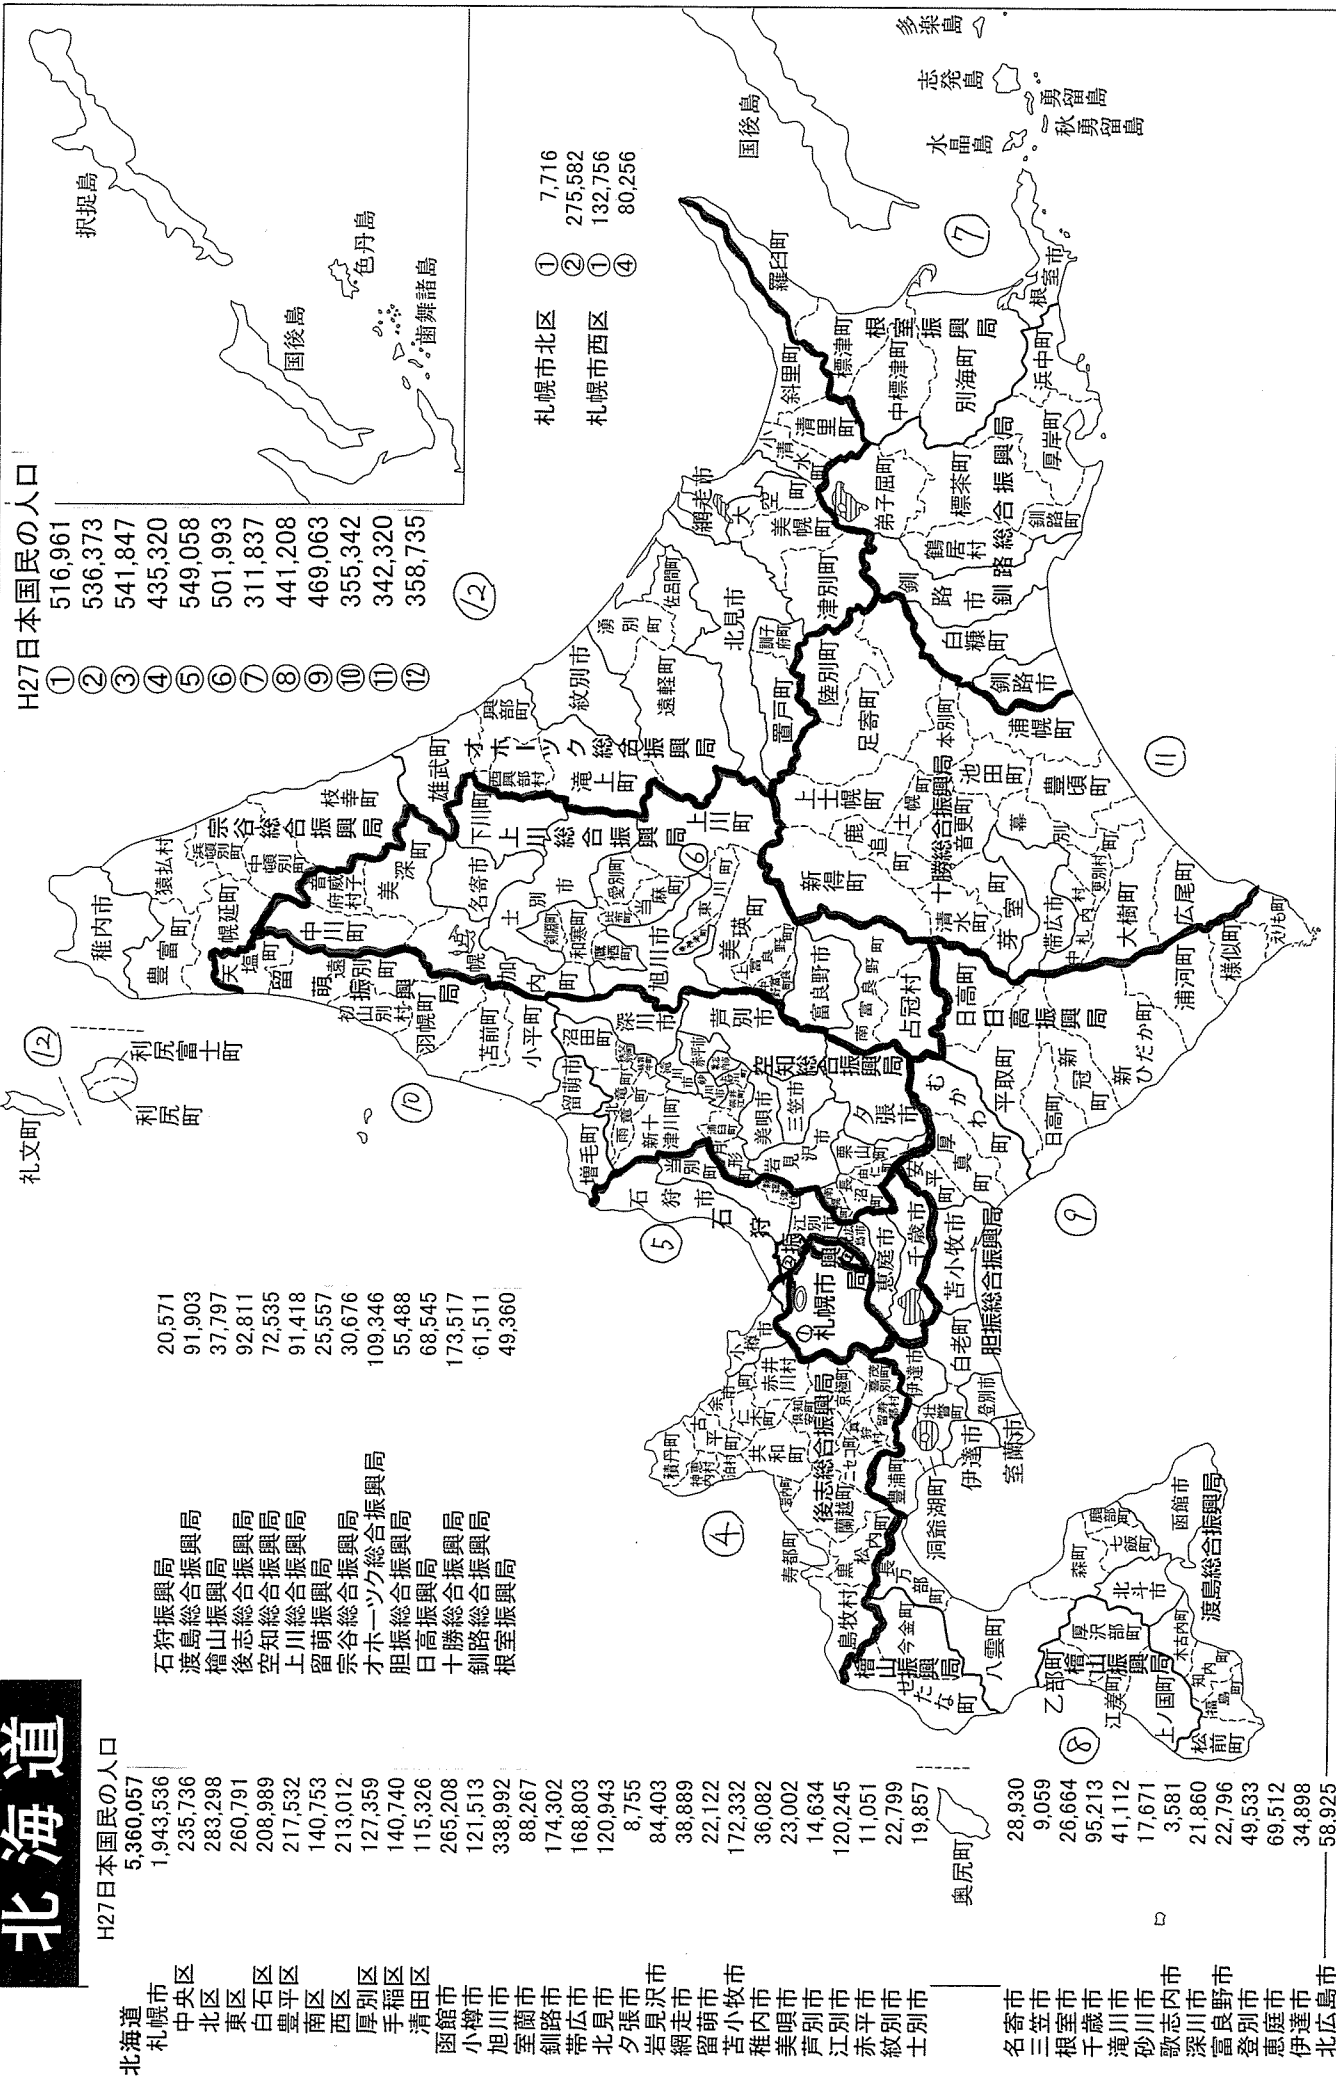 北海道
H27日本国民の人口
北海道 5,360,057
札幌市 1,943,536
中央区 235,736
北区 283,298
東区 260,791
白石区 208,989
豊平区 217,532
南区 140,753
西区 213,012
厚別区 127,359
手稲区 140,740
清田区 115,326
函館市 265,208
小樽市 121,513
旭川市 338,992
室蘭市 88,267
釧路市 174,302
帯広市 168,803
北見市 120,943
夕張市 8,755
岩見沢市 84,403
網走市 38,889
留萌市 22,122
苫小牧市 172,332
稚内市 36,082
美唄市 23,002
芦別市 14,634
江別市 120,245
赤平市 11,051
紋別市 22,799
士別市 19,857
名寄市 28,930
三笠市 9,059
根室市 26,664
千歳市 95,213
滝川市 41,112
砂川市 17,671
歌志内市 3,581
深川市 21,860
富良野市 22,796
登別市 49,533
恵庭市 69,512
伊達市 34,898
北広島市 58,925
石狩振興局 20,571
渡島総合振興局 91,903
檜山振興局 37,797
後志総合振興局 92,811
空知総合振興局 72,535
上川総合振興局 91,418
留萌振興局 25,557
宗谷総合振興局 30,676
オホーツク総合振興局 109,346
胆振総合振興局 55,488
日高振興局 68,545
十勝総合振興局 173,517
釧路総合振興局 61,511
根室振興局 49,360
H27日本国民の人口
① 516,961
② 536,373
③ 541,847
④ 435,320
⑤ 549,058
⑥ 501,993
⑦ 311,837
⑧ 441,208
⑨ 469,063
⑩ 355,342
⑪ 342,320
⑫ 358,735
札幌市北区 ① 7,716
② 275,582
札幌市西区 ① 132,756
④ 80,256
択捉島
国後島
色丹島
歯舞諸島
国後島
多楽島
志発島
水晶島
勇留島
秋勇留島
礼文町
⑫
利尻富士町
利尻町
稚内市
猿払村
豊富町
浜頓別町
中頓別町
幌延町
宗谷総合振興局
枝幸町
天塩町
中川町
音威子府村
美深町
遠別町
留萌振興局
初山別村
羽幌町
苫前町
小平町
留萌市
増毛町
⑩
幌加内町
名寄市
下川町
士別市
剣淵町
和寒町
愛別町
当麻町
鷹栖町
比布町
旭川市
東川町
美瑛町
上川町
上川総合振興局
⑥
上富良野町
中富良野町
富良野市
南富良野町
占冠村
雄武町
興部町
西興部村
滝上町
紋別市
湧別町
遠軽町
佐呂間町
北見市
オホーツク総合振興局
置戸町
訓子府町
津別町
美幌町
大空町
網走市
小清水町
清里町
斜里町
⑫
羅臼町
標津町
中標津町
別海町
根室振興局
根室市
⑦
弟子屈町
標茶町
鶴居村
釧路市
釧路町
厚岸町
浜中町
白糠町
釧路総合振興局
釧路市
陸別町
足寄町
本別町
浦幌町
上士幌町
士幌町
鹿追町
新得町
清水町
芽室町
音更町
池田町
豊頃町
幕別町
帯広市
中札内村
更別村
大樹町
広尾町
十勝総合振興局
⑪
日高町
日高振興局
平取町
日高町
新冠町
新ひだか町
浦河町
様似町
えりも町
沼田町
深川市
芦別市
北竜町
雨竜町
新十津川町
赤平市
滝川市
浦臼町
月形町
美唄市
三笠市
岩見沢市
栗山町
長沼町
由仁町
夕張市
空知総合振興局
石狩市
当別町
江別市
石狩振興局
札幌市
①
恵庭市
千歳市
⑤
安平町
厚真町
むかわ町
苫小牧市
白老町
登別市
室蘭市
伊達市
伊達市
壮瞥町
洞爺湖町
豊浦町
胆振総合振興局
⑨
小樽市
余市町
赤井川村
仁木町
古平町
積丹町
神恵内村
泊村
共和町
岩内町
倶知安町
京極町
喜茂別町
留寿都村
真狩村
ニセコ町
蘭越町
黒松内町
寿都町
島牧村
後志総合振興局
④
長万部町
今金町
せたな町
八雲町
檜山振興局
乙部町
厚沢部町
江差町
上ノ国町
檜山振興局
奥尻町
森町
鹿部町
七飯町
北斗市
函館市
木古内町
知内町
福島町
松前町
渡島総合振興局
⑧